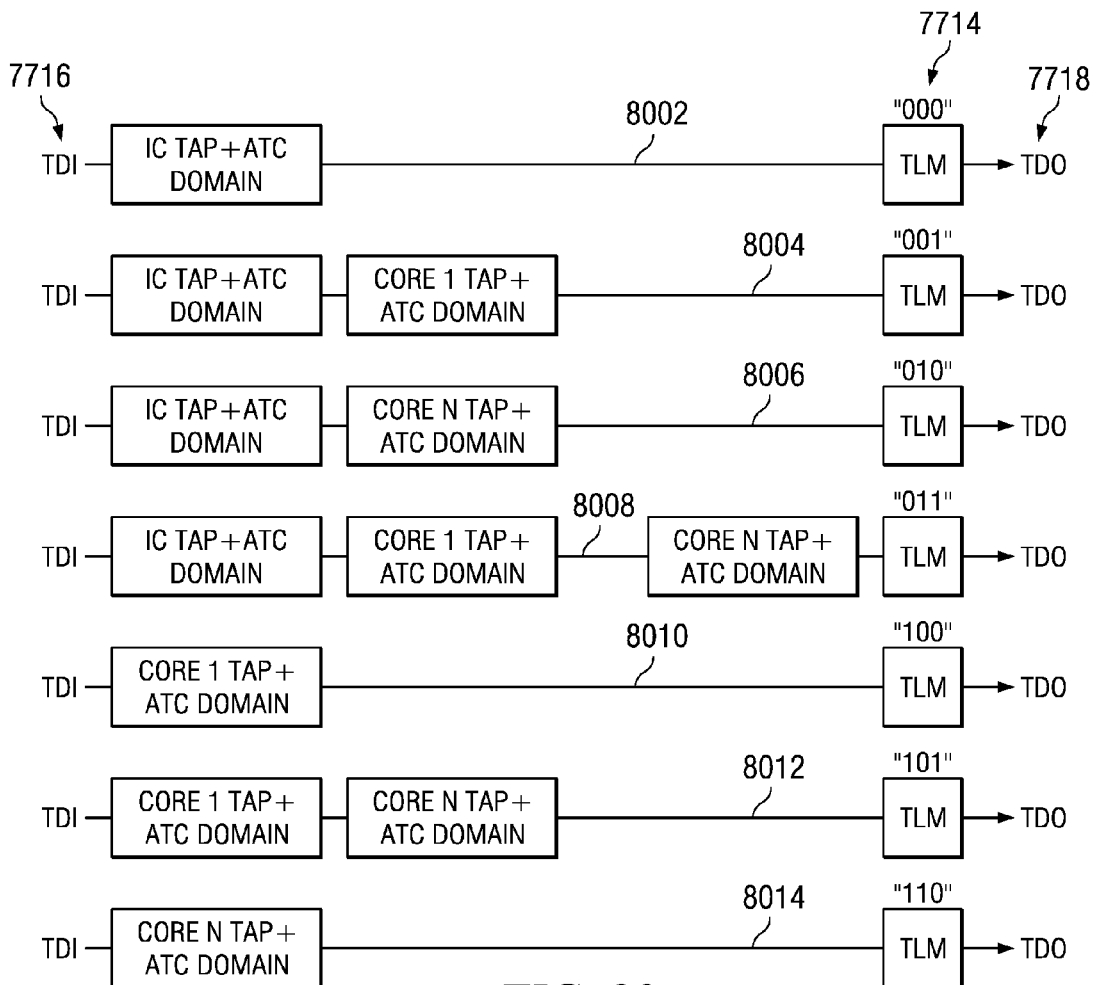 7714
7716
7718
"000"
8002
TDI
IC TAP+ATC
DOMAIN
TLM
TDO
"001"
8004
TDI
IC TAP+ATC
DOMAIN
CORE 1 TAP+
ATC DOMAIN
TLM
TDO
"010"
8006
TDI
IC TAP+ATC
DOMAIN
CORE N TAP+
ATC DOMAIN
TLM
TDO
"011"
8008
TDI
IC TAP+ATC
DOMAIN
CORE 1 TAP+
ATC DOMAIN
CORE N TAP+
ATC DOMAIN
TLM
TDO
"100"
8010
TDI
CORE 1 TAP+
ATC DOMAIN
TLM
TDO
"101"
8012
TDI
CORE 1 TAP+
ATC DOMAIN
CORE N TAP+
ATC DOMAIN
TLM
TDO
"110"
8014
TDI
CORE N TAP+
ATC DOMAIN
TLM
TDO